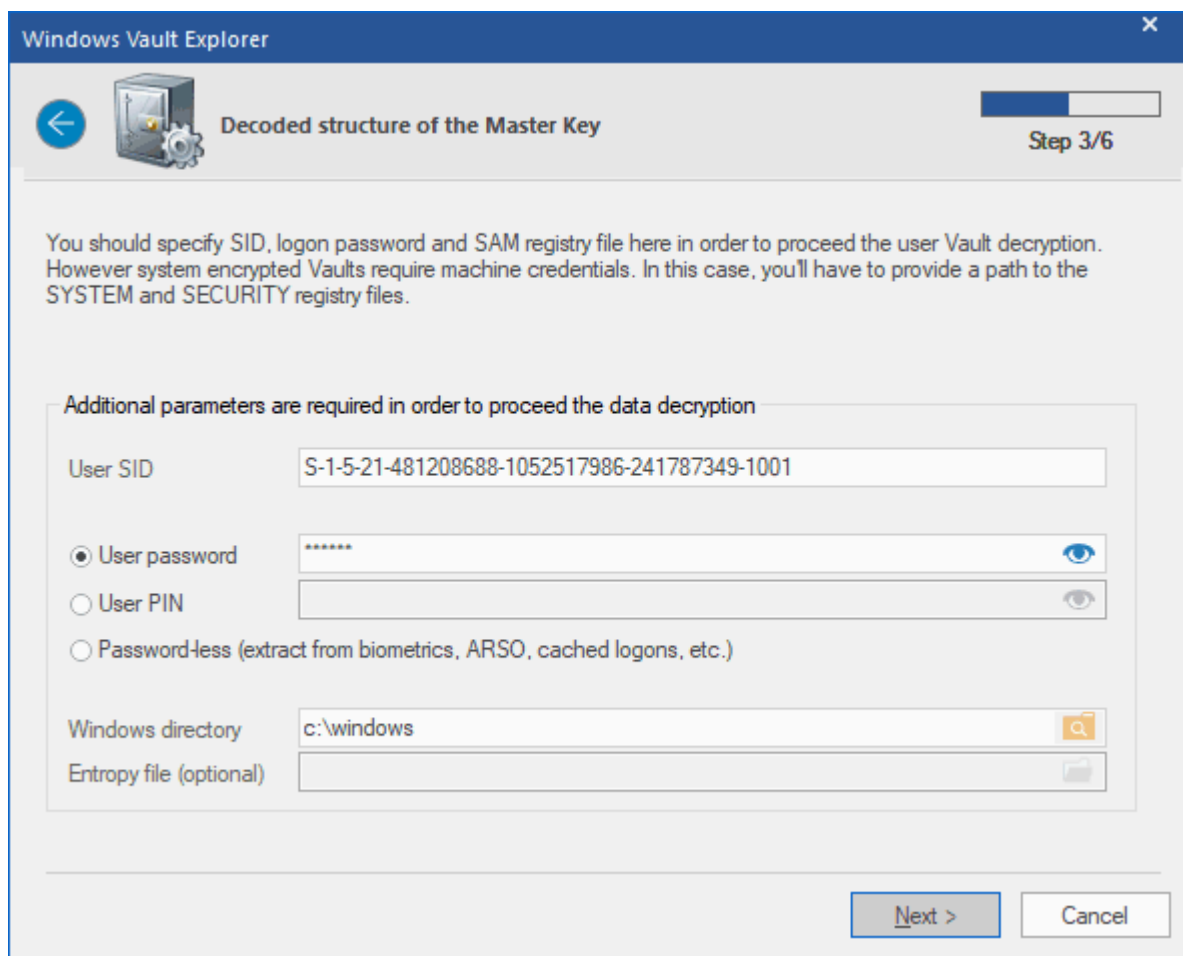 Windows Vault Explorer
Decoded structure of the Master Key
Step 3/6
You should specify SID, logon password and SAM registry file here in order to proceed the user Vault decryption.
However system encrypted Vaults require machine credentials. In this case, you'll have to provide a path to the
SYSTEM and SECURITY registry files.
Additional parameters are required in order to proceed the data decryption
User SID S-1-5-21-481208688-1052517986-241787349-1001
User password ******
User PIN
Password-less (extract from biometrics, ARSO, cached logons, etc.)
Windows directory c:\windows
Entropy file (optional)
Next > Cancel